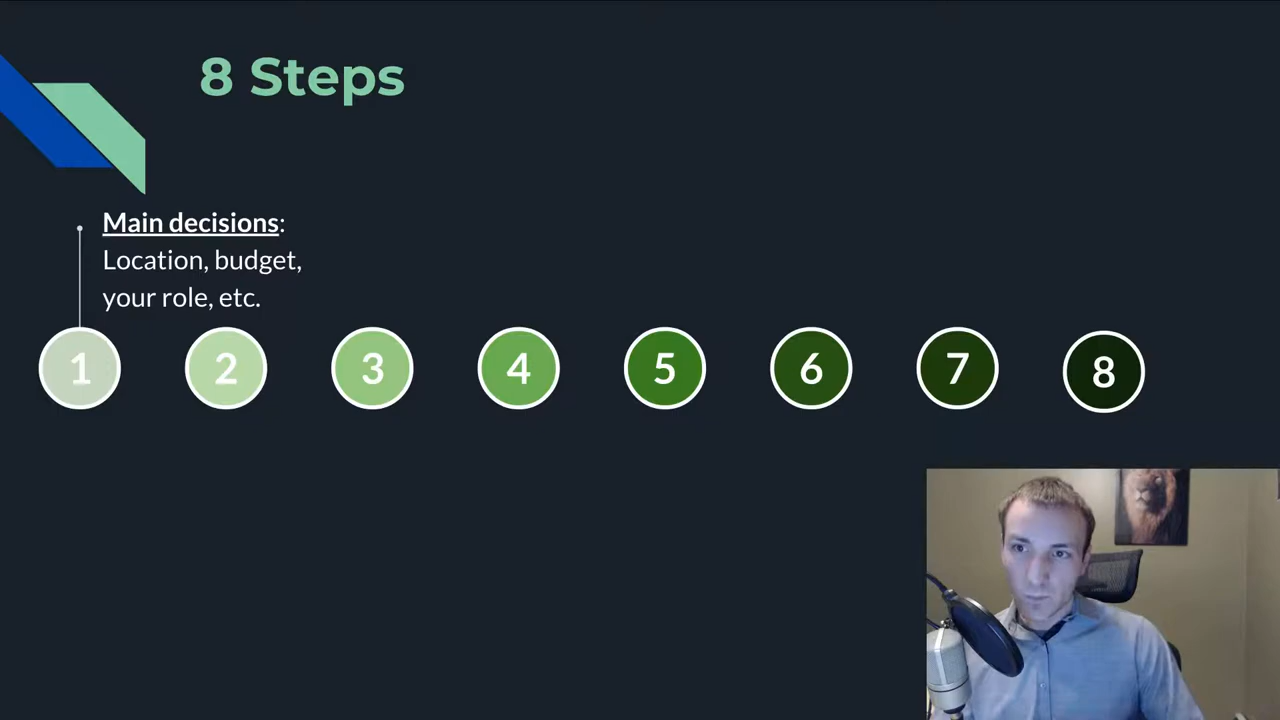 8 Steps
Main decisions:
Location, budget,
your role, etc.
1 2 3 4 5 6 7 8